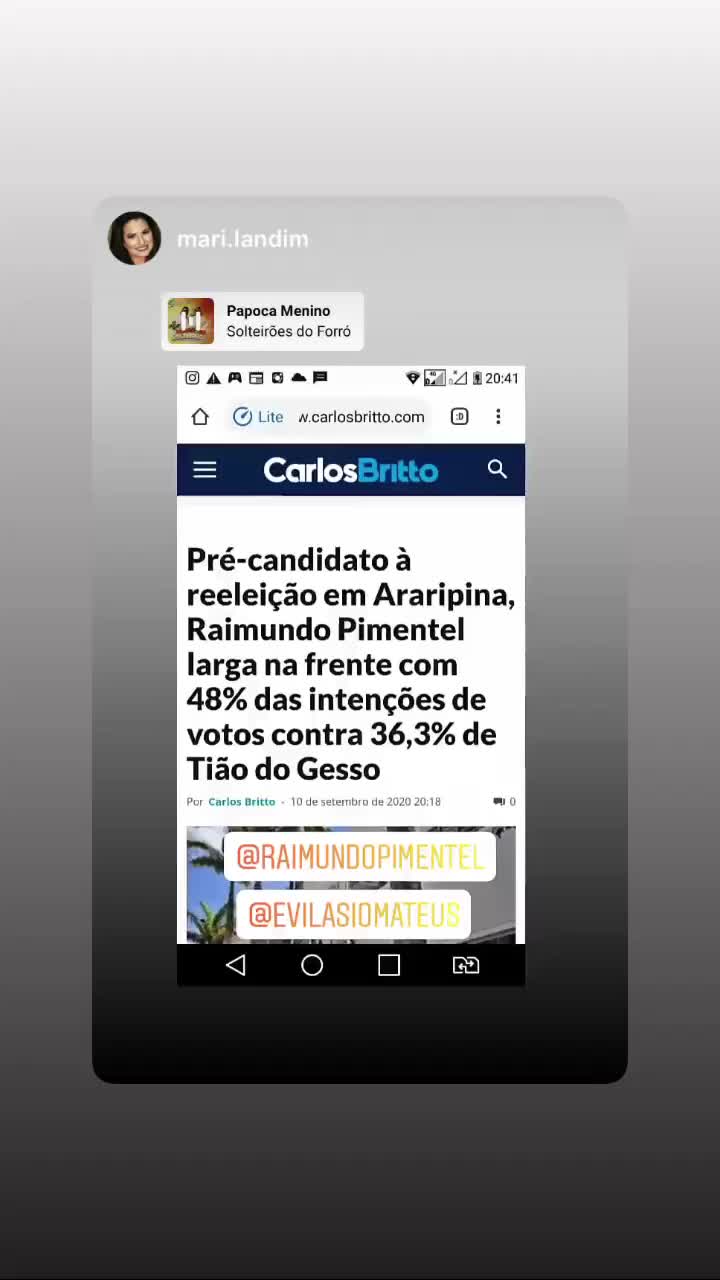 mari.landim
Papoca Menino
Solteirões do Forró
20:41
Lite w.carlosbritto.com :D
CarlosBritto
Pré-candidato à
reeleição em Araripina,
Raimundo Pimentel
larga na frente com
48% das intenções de
votos contra 36,3% de
Tião do Gesso
Por Carlos Britto - 10 de setembro de 2020 20:18 0
@RAIMUNDOPIMENTEL
@EVILASIOMATEUS